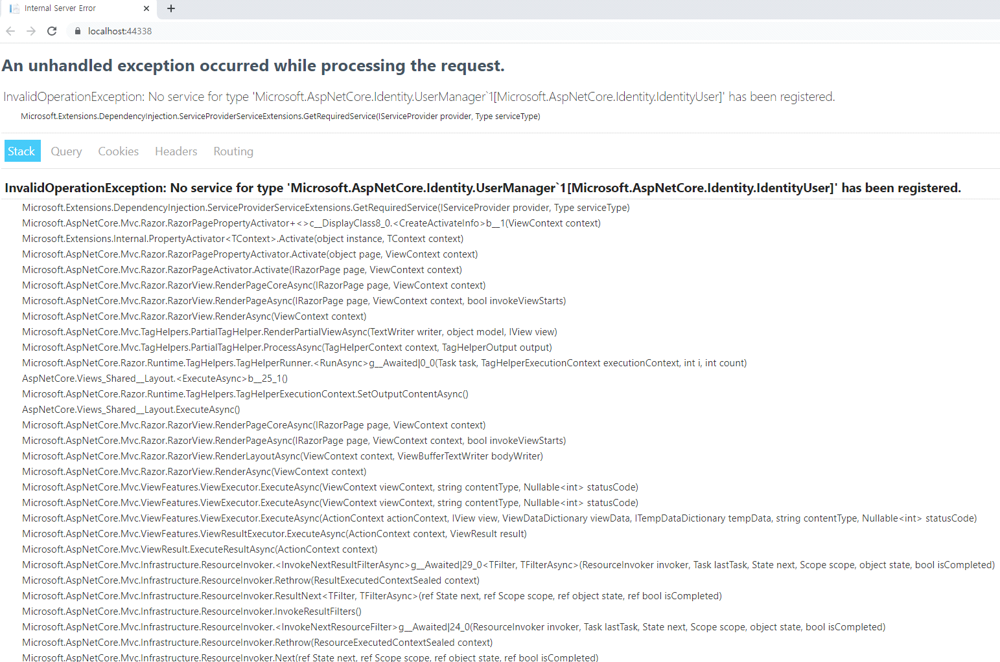 Internal Server Error
localhost:44338
An unhandled exception occurred while processing the request.
InvalidOperationException: No service for type 'Microsoft.AspNetCore.Identity.UserManager`1[Microsoft.AspNetCore.Identity.IdentityUser]' has been registered.
Microsoft.Extensions.DependencyInjection.ServiceProviderServiceExtensions.GetRequiredService(IServiceProvider provider, Type serviceType)
Stack Query Cookies Headers Routing
InvalidOperationException: No service for type 'Microsoft.AspNetCore.Identity.UserManager`1[Microsoft.AspNetCore.Identity.IdentityUser]' has been registered.
Microsoft.Extensions.DependencyInjection.ServiceProviderServiceExtensions.GetRequiredService(IServiceProvider provider, Type serviceType)
Microsoft.AspNetCore.Mvc.Razor.RazorPagePropertyActivator+<>c__DisplayClass8_0.<CreateActivateInfo>b__1(ViewContext context)
Microsoft.Extensions.Internal.PropertyActivator<TContext>.Activate(object instance, TContext context)
Microsoft.AspNetCore.Mvc.Razor.RazorPagePropertyActivator.Activate(object page, ViewContext context)
Microsoft.AspNetCore.Mvc.Razor.RazorPageActivator.Activate(IRazorPage page, ViewContext context)
Microsoft.AspNetCore.Mvc.Razor.RazorView.RenderPageCoreAsync(IRazorPage page, ViewContext context)
Microsoft.AspNetCore.Mvc.Razor.RazorView.RenderPageAsync(IRazorPage page, ViewContext context, bool invokeViewStarts)
Microsoft.AspNetCore.Mvc.Razor.RazorView.RenderAsync(ViewContext context)
Microsoft.AspNetCore.Mvc.TagHelpers.PartialTagHelper.RenderPartialViewAsync(TextWriter writer, object model, IView view)
Microsoft.AspNetCore.Mvc.TagHelpers.PartialTagHelper.ProcessAsync(TagHelperContext context, TagHelperOutput output)
Microsoft.AspNetCore.Razor.Runtime.TagHelpers.TagHelperRunner.<RunAsync>g__Awaited|0_0(Task task, TagHelperExecutionContext executionContext, int i, int count)
AspNetCore.Views_Shared__Layout.<ExecuteAsync>b__25_1()
Microsoft.AspNetCore.Razor.Runtime.TagHelpers.TagHelperExecutionContext.SetOutputContentAsync()
AspNetCore.Views_Shared__Layout.ExecuteAsync()
Microsoft.AspNetCore.Mvc.Razor.RazorView.RenderPageCoreAsync(IRazorPage page, ViewContext context)
Microsoft.AspNetCore.Mvc.Razor.RazorView.RenderPageAsync(IRazorPage page, ViewContext context, bool invokeViewStarts)
Microsoft.AspNetCore.Mvc.Razor.RazorView.RenderLayoutAsync(ViewContext context, ViewBufferTextWriter bodyWriter)
Microsoft.AspNetCore.Mvc.Razor.RazorView.RenderAsync(ViewContext context)
Microsoft.AspNetCore.Mvc.ViewFeatures.ViewExecutor.ExecuteAsync(ViewContext viewContext, string contentType, Nullable<int> statusCode)
Microsoft.AspNetCore.Mvc.ViewFeatures.ViewExecutor.ExecuteAsync(ViewContext viewContext, string contentType, Nullable<int> statusCode)
Microsoft.AspNetCore.Mvc.ViewFeatures.ViewExecutor.ExecuteAsync(ActionContext actionContext, IView view, ViewDataDictionary viewData, ITempDataDictionary tempData, string contentType, Nullable<int> statusCode)
Microsoft.AspNetCore.Mvc.ViewFeatures.ViewResultExecutor.ExecuteAsync(ActionContext context, ViewResult result)
Microsoft.AspNetCore.Mvc.ViewResult.ExecuteResultAsync(ActionContext context)
Microsoft.AspNetCore.Mvc.Infrastructure.ResourceInvoker.<InvokeNextResultFilterAsync>g__Awaited|29_0<TFilter, TFilterAsync>(ResourceInvoker invoker, Task lastTask, State next, Scope scope, object state, bool isCompleted)
Microsoft.AspNetCore.Mvc.Infrastructure.ResourceInvoker.Rethrow(ResultExecutedContextSealed context)
Microsoft.AspNetCore.Mvc.Infrastructure.ResourceInvoker.ResultNext<TFilter, TFilterAsync>(ref State next, ref Scope scope, ref object state, ref bool isCompleted)
Microsoft.AspNetCore.Mvc.Infrastructure.ResourceInvoker.InvokeResultFilters()
Microsoft.AspNetCore.Mvc.Infrastructure.ResourceInvoker.<InvokeNextResourceFilter>g__Awaited|24_0(ResourceInvoker invoker, Task lastTask, State next, Scope scope, object state, bool isCompleted)
Microsoft.AspNetCore.Mvc.Infrastructure.ResourceInvoker.Rethrow(ResourceExecutedContextSealed context)
Microsoft.AspNetCore.Mvc.Infrastructure.ResourceInvoker.Next(ref State next, ref Scope scope, ref object state, ref bool isCompleted)